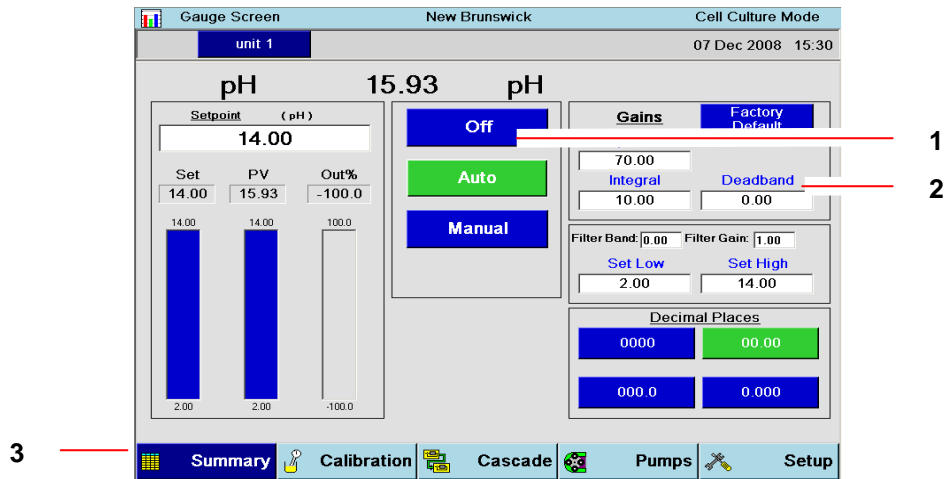 Gauge Screen New Brunswick Cell Culture Mode
unit 1 07 Dec 2008 15:30
pH 15.93 pH
Setpoint (pH)
14.00
Set PV Out%
14.00 15.93 -100.0
14.00 14.00 100.0
2.00 2.00 -100.0
Off
Auto
Manual
Gains Factory Default
70.00
Integral Deadband
10.00 0.00
Filter Band: 0.00 Filter Gain: 1.00
Set Low Set High
2.00 14.00
Decimal Places
0000 00.00
000.0 0.000
1
2
3
Summary Calibration Cascade Pumps Setup